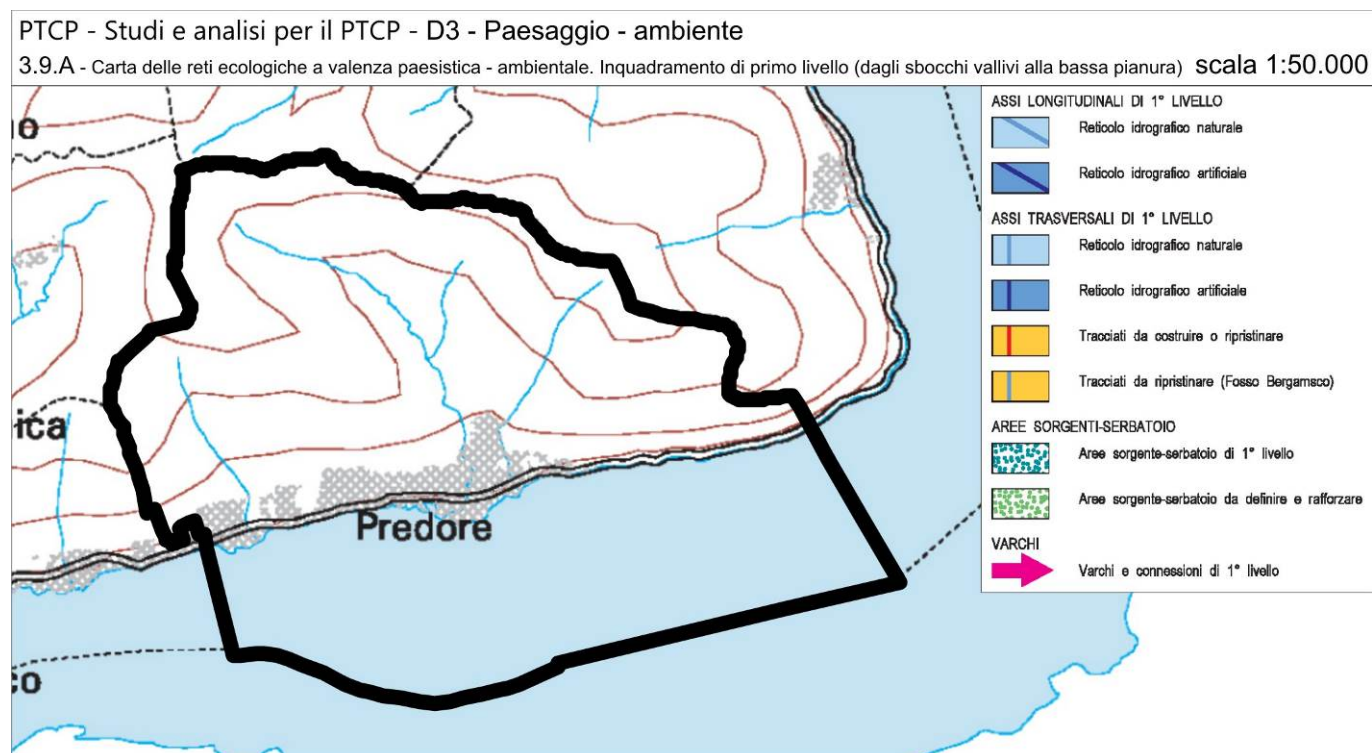 PTCP - Studi e analisi per il PTCP - D3 - Paesaggio - ambiente
3.9.A - Carta delle reti ecologiche a valenza paesistica - ambientale. Inquadramento di primo livello (dagli sbocchi vallivi alla bassa pianura) scala 1:50.000
ASSI LONGITUDINALI DI 1° LIVELLO
Reticolo idrografico naturale
Reticolo idrografico artificiale
ASSI TRASVERSALI DI 1° LIVELLO
Reticolo idrografico naturale
Reticolo idrografico artificiale
Tracciati da costruire o ripristinare
Tracciati da ripristinare (Fosso Bergamsco)
AREE SORGENTI-SERBATOIO
Aree sorgente-serbatoio di 1° livello
Aree sorgente-serbatoio da definire e rafforzare
VARCHI
Varchi e connessioni di 1° livello
no
ica
Predore
co